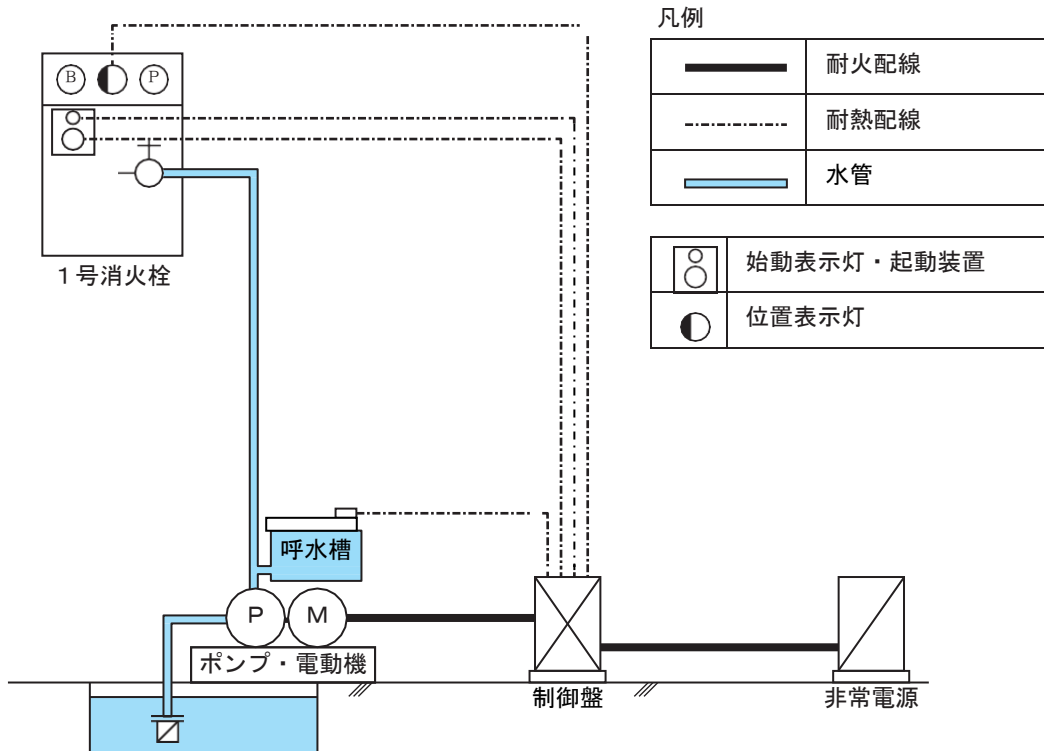 凡例
耐火配線
耐熱配線
水管
始動表示灯・起動装置
位置表示灯
B
P
1号消火栓
呼水槽
P
M
ポンプ・電動機
制御盤
非常電源